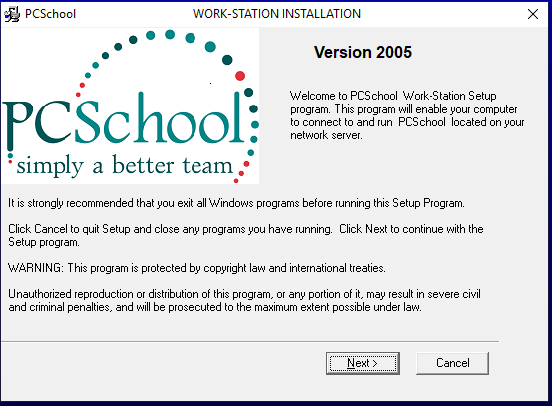 PCSchool WORK-STATION INSTALLATION
Version 2005
PCSchool
simply a better team
Welcome to PCSchool Work-Station Setup
program. This program will enable your computer
to connect to and run PCSchool located on your
network server.
It is strongly recommended that you exit all Windows programs before running this Setup Program.
Click Cancel to quit Setup and close any programs you have running. Click Next to continue with the
Setup program.
WARNING: This program is protected by copyright law and international treaties.
Unauthorized reproduction or distribution of this program, or any portion of it, may result in severe civil
and criminal penalties, and will be prosecuted to the maximum extent possible under law.
Next > Cancel